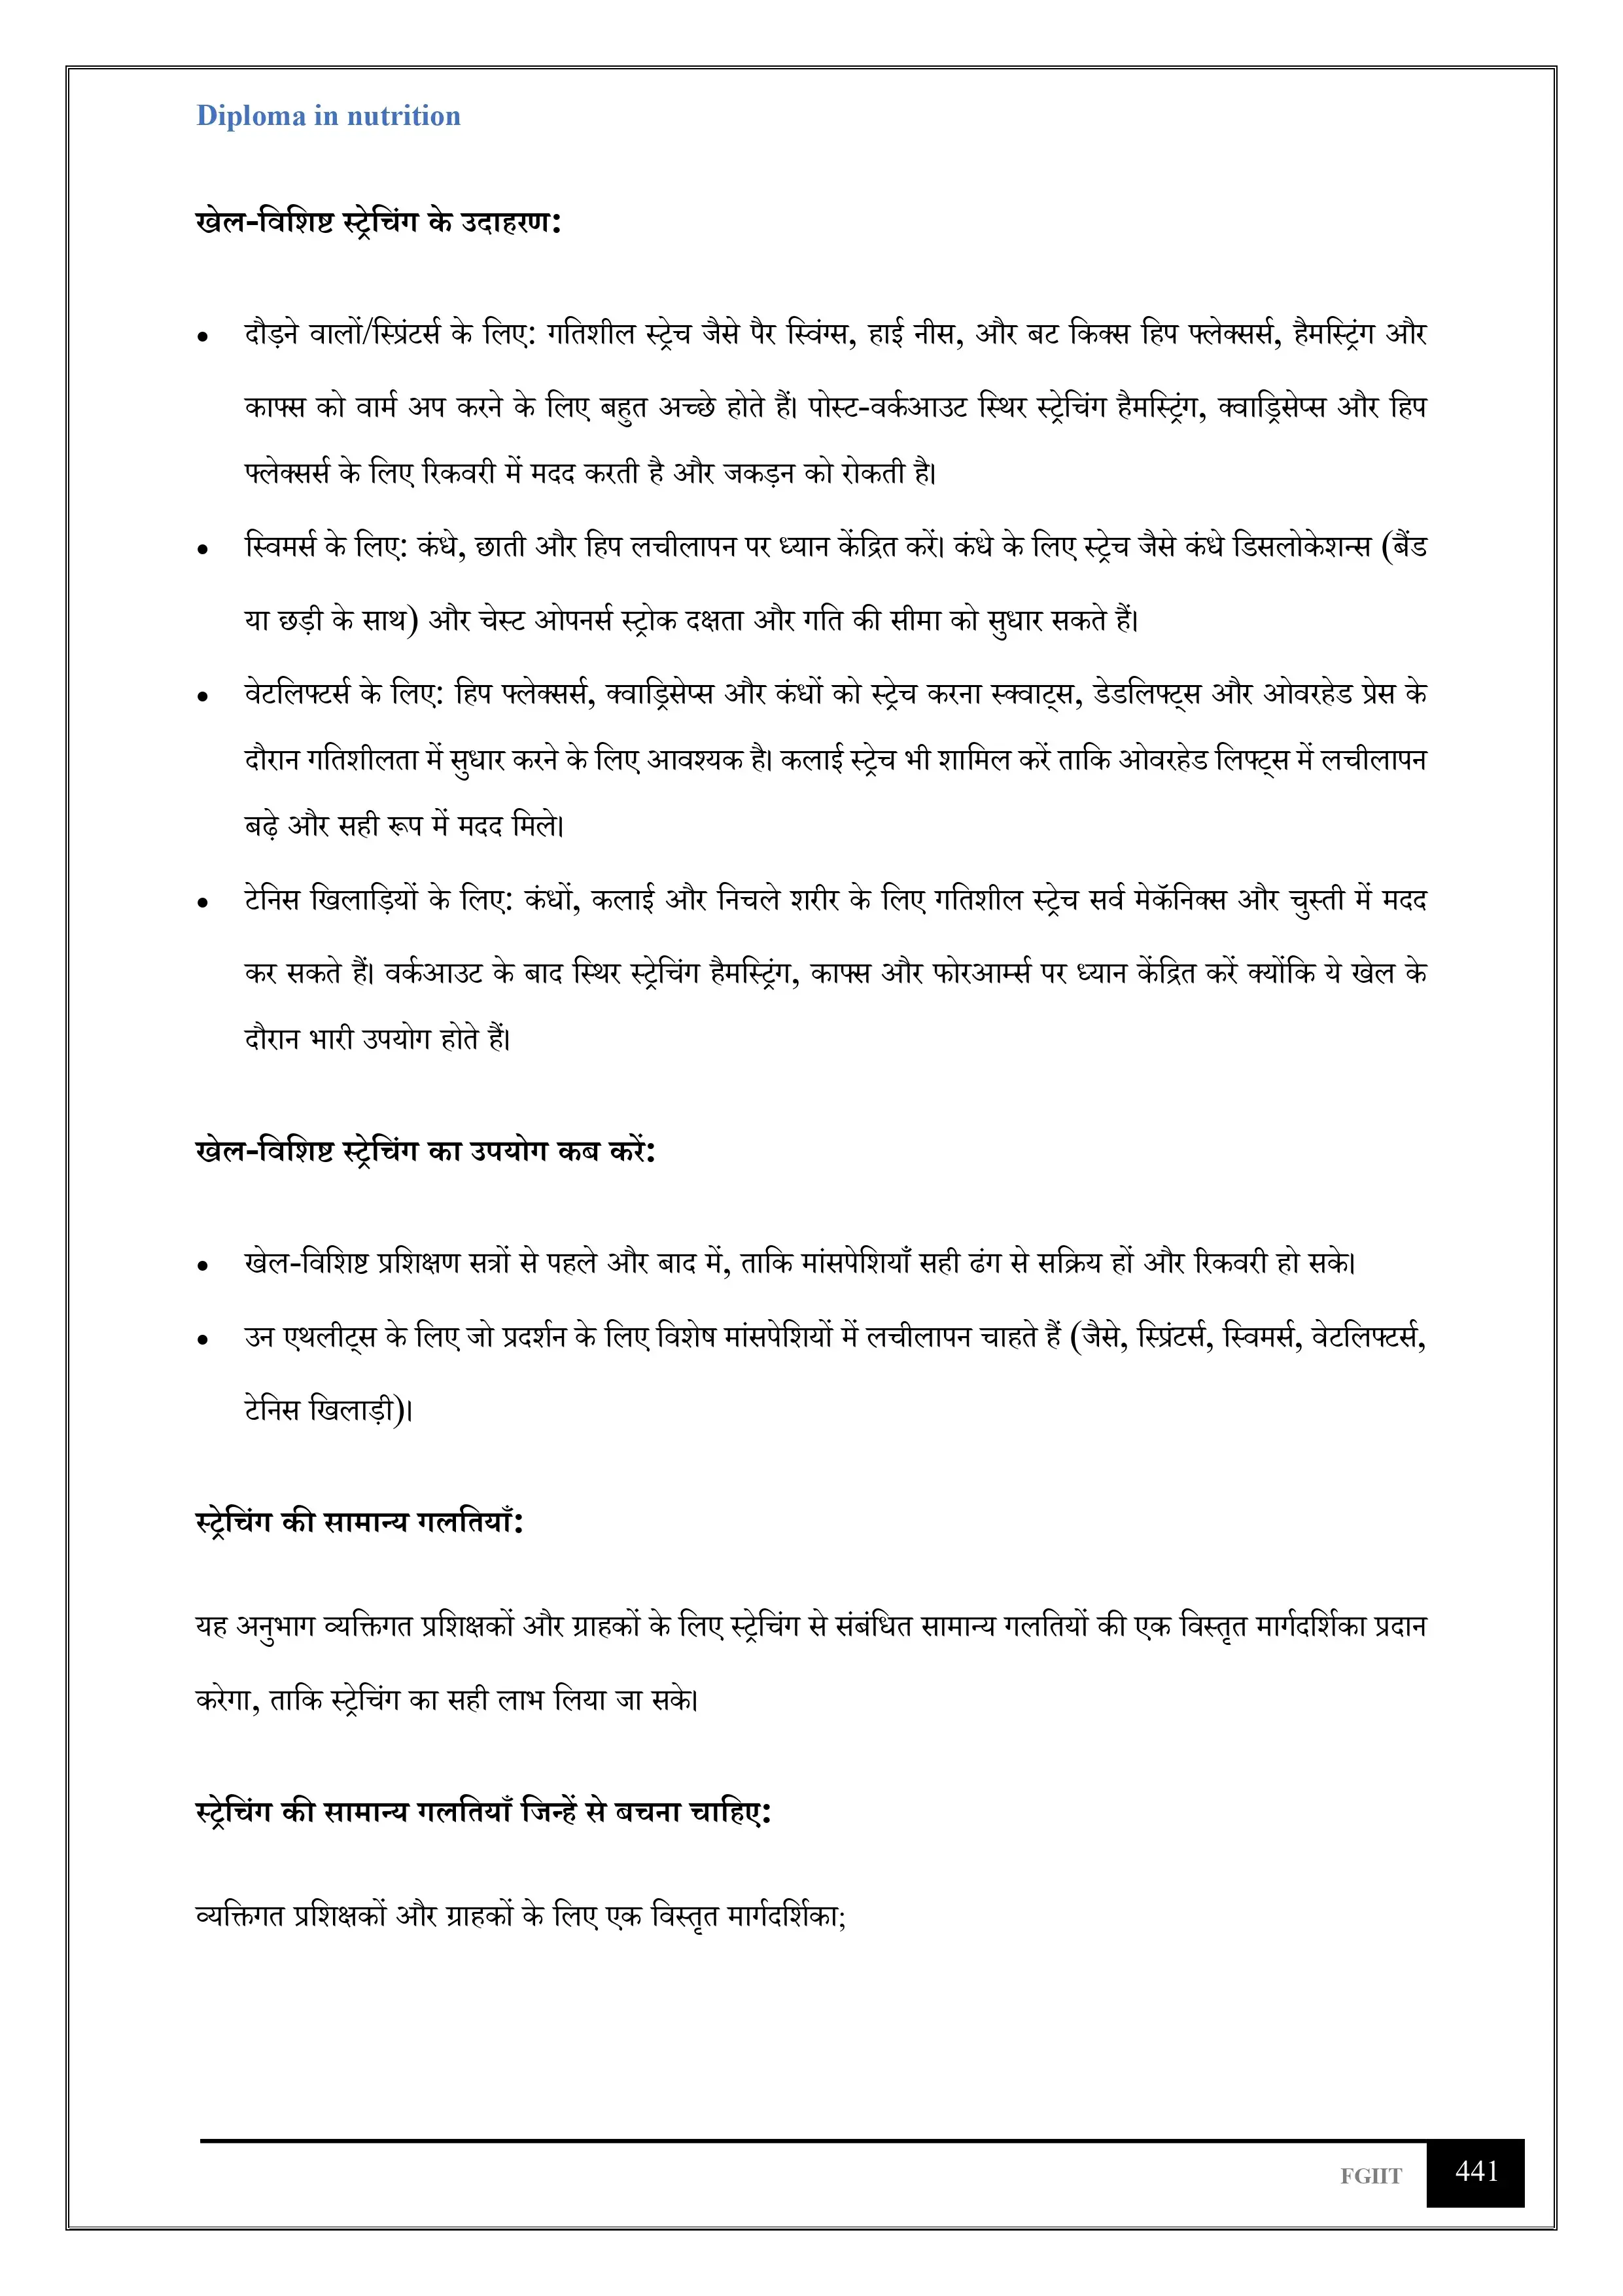 Diploma in nutrition
खेल-विशिष्ट स्ट्रेचिंग के उदाहरण:
• दौड़ने वालों/स्प्रिंटर्स के लिए: गतिशील स्ट्रेच जैसे पैर स्विंग्स, हाई नीस, और बट किक्स हिप फ्लेक्सर्स, हैमस्ट्रिंग और
काफ्स को वार्म अप करने के लिए बहुत अच्छे होते हैं। पोस्ट-वर्कआउट स्थिर स्ट्रेचिंग हैमस्ट्रिंग, क्वाड्रिसेप्स और हिप
फ्लेक्सर्स के लिए रिकवरी में मदद करती है और जकड़न को रोकती है।
• स्विमर्स के लिए: कंधे, छाती और हिप लचीलापन पर ध्यान केंद्रित करें। कंधे के लिए स्ट्रेच जैसे कंधे डिसलोकेशन्स (बैंड
या छड़ी के साथ) और चेस्ट ओपनर्स स्ट्रोक दक्षता और गति की सीमा को सुधार सकते हैं।
• वेटलिफ्टर्स के लिए: हिप फ्लेक्सर्स, क्वाड्रिसेप्स और कंधों को स्ट्रेच करना स्क्वाट्स, डेडलिफ्ट्स और ओवरहेड प्रेस के
दौरान गतिशीलता में सुधार करने के लिए आवश्यक है। कलाई स्ट्रेच भी शामिल करें ताकि ओवरहेड लिफ्ट्स में लचीलापन
बढ़े और सही रूप में मदद मिले।
• टेनिस खिलाड़ियों के लिए: कंधों, कलाई और निचले शरीर के लिए गतिशील स्ट्रेच सर्व मेकॅनिक्स और चुस्ती में मदद
कर सकते हैं। वर्कआउट के बाद स्थिर स्ट्रेचिंग हैमस्ट्रिंग, काफ्स और फोरआर्म्स पर ध्यान केंद्रित करें क्योंकि ये खेल के
दौरान भारी उपयोग होते हैं।
खेल-विशिष्ट स्ट्रेचिंग का उपयोग कब करें:
• खेल-विशिष्ट प्रशिक्षण सत्रों से पहले और बाद में, ताकि मांसपेशियाँ सही ढंग से सक्रिय हों और रिकवरी हो सके।
• उन एथलीट्स के लिए जो प्रदर्शन के लिए विशेष मांसपेशियों में लचीलापन चाहते हैं (जैसे, स्प्रिंटर्स, स्विमर्स, वेटलिफ्टर्स,
टेनिस खिलाड़ी)।
स्ट्रेचिंग की सामान्य गलतियाँ:
यह अनुभाग व्यक्तिगत प्रशिक्षकों और ग्राहकों के लिए स्ट्रेचिंग से संबंधित सामान्य गलतियों की एक विस्तृत मार्गदर्शिका प्रदान
करेगा, ताकि स्ट्रेचिंग का सही लाभ लिया जा सके।
स्ट्रेचिंग की सामान्य गलतियाँ जिन्हें से बचना चाहिए:
व्यक्तिगत प्रशिक्षकों और ग्राहकों के लिए एक विस्तृत मार्गदर्शिका;
FGIIT 441